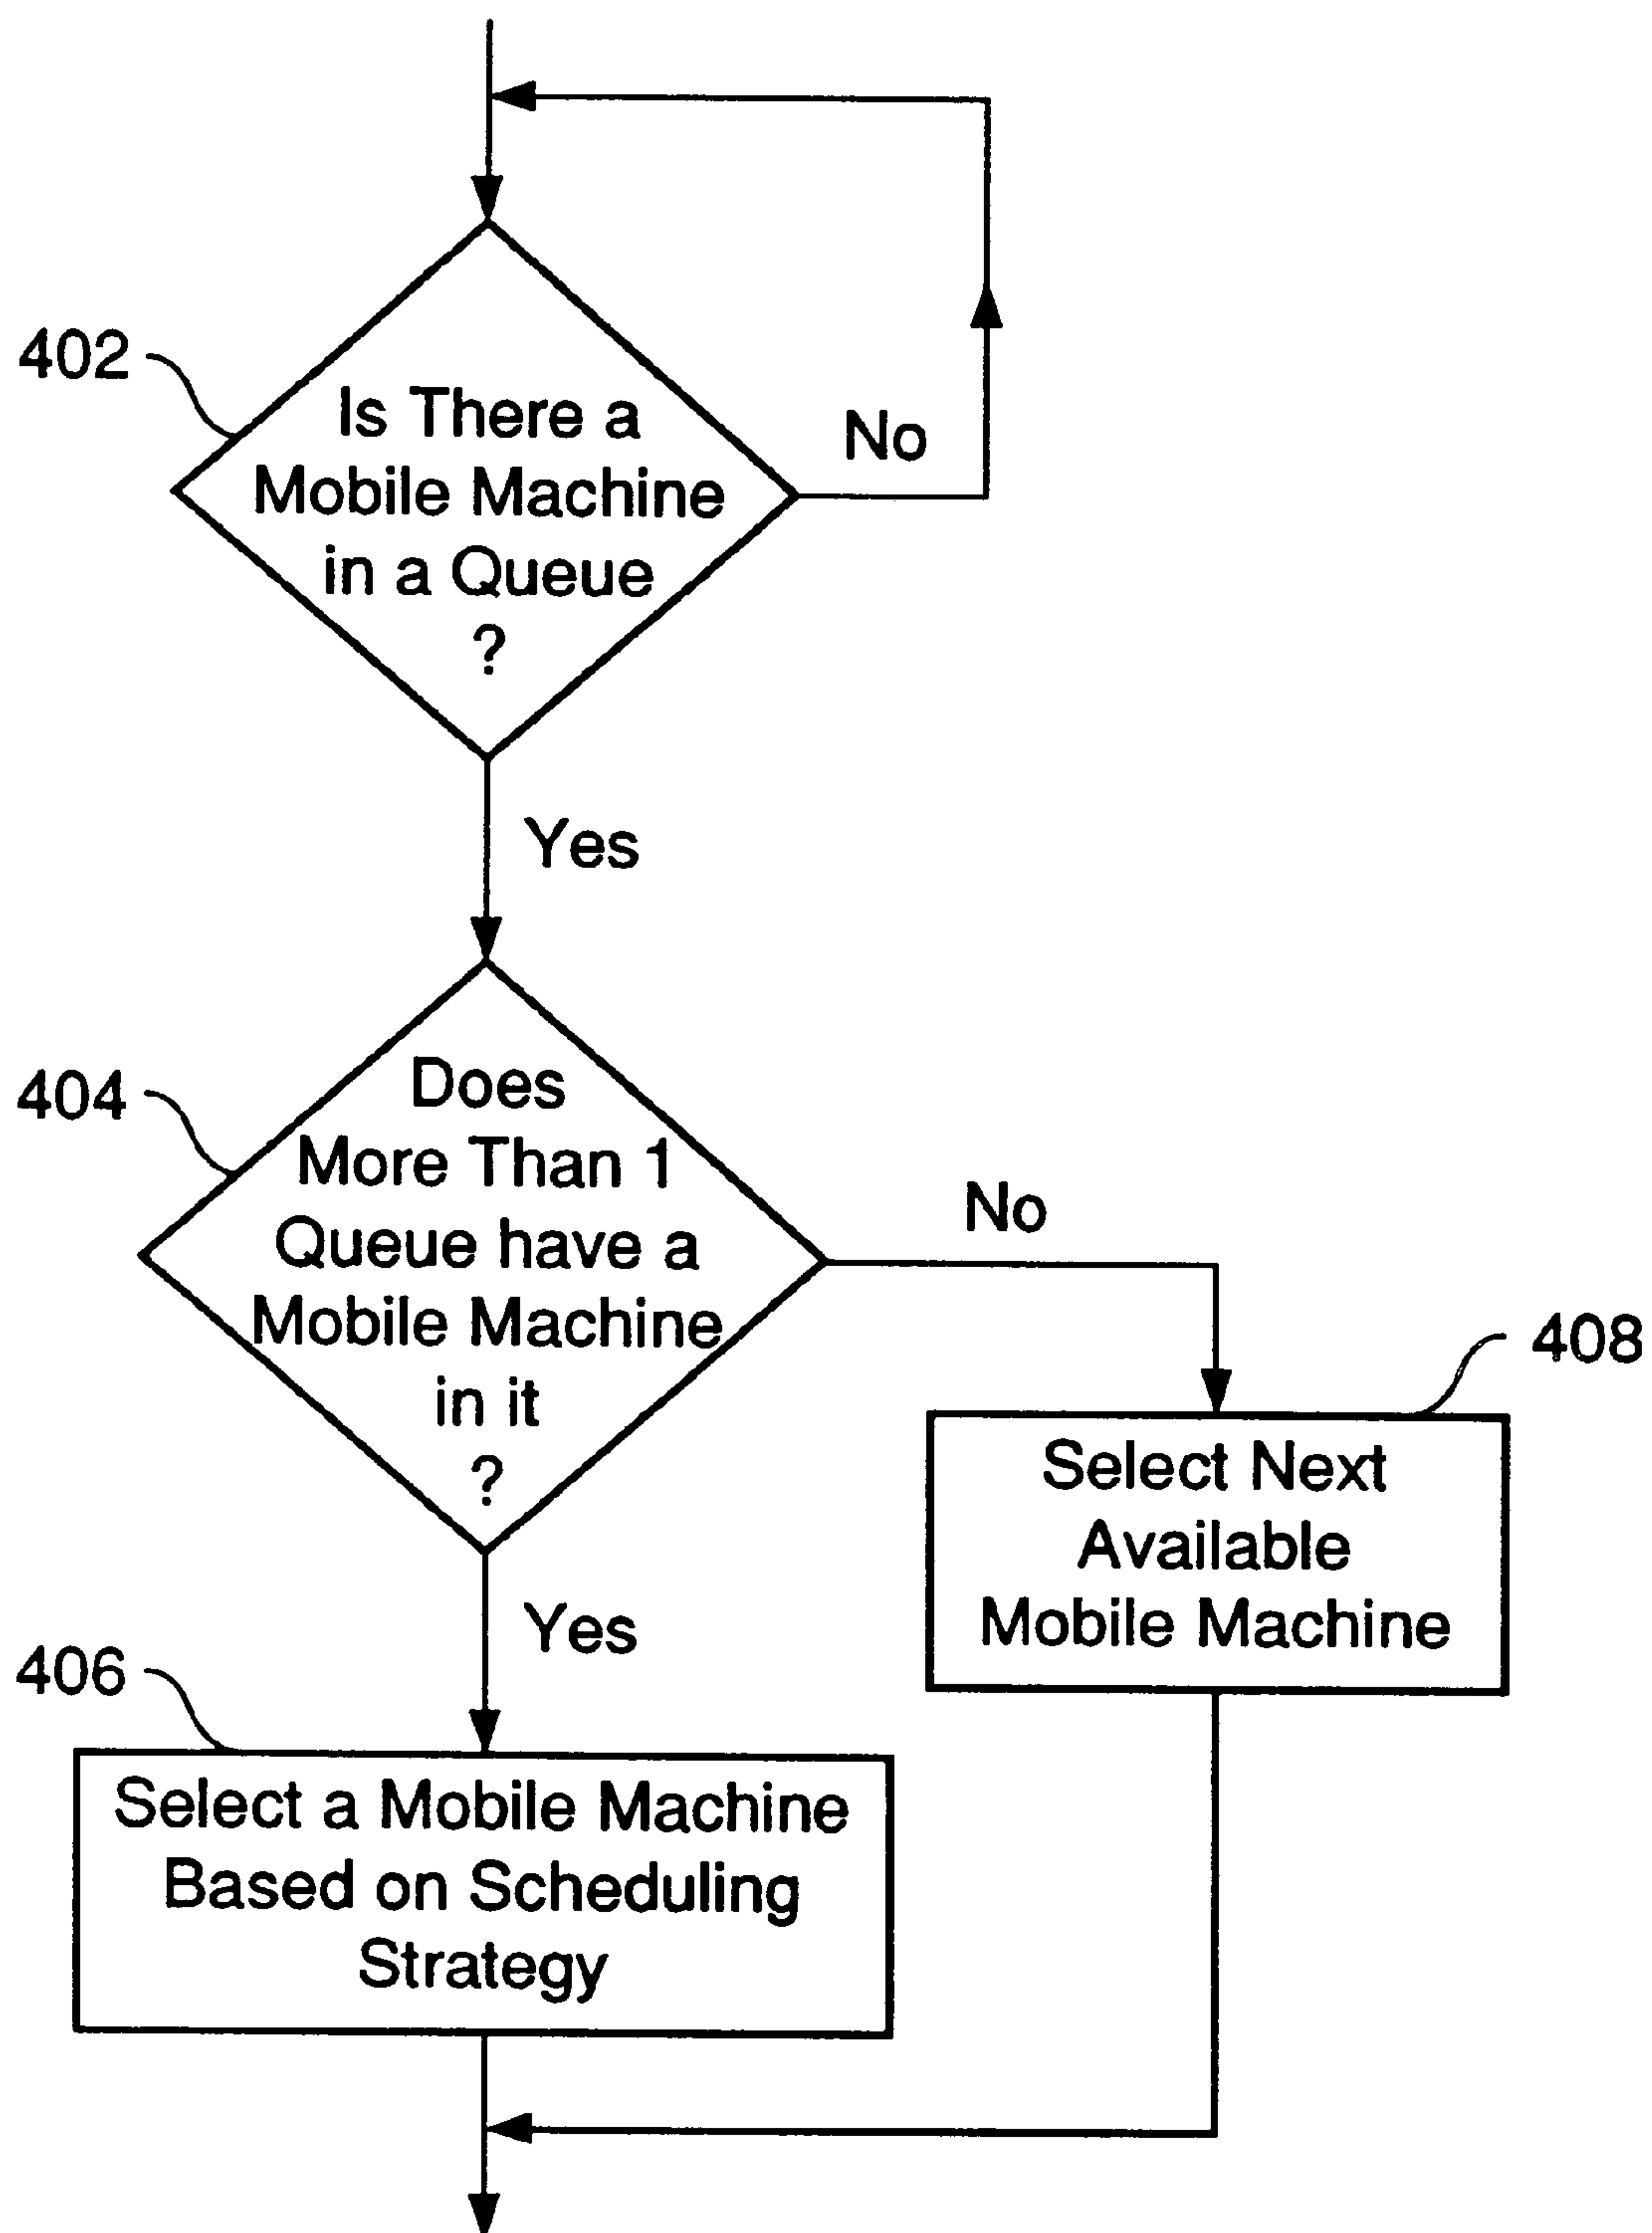 402
Is There a
Mobile Machine
in a Queue
?
No
Yes
404
Does
More Than 1
Queue have a
Mobile Machine
in it
?
No
408
Select Next
Available
Mobile Machine
Yes
406
Select a Mobile Machine
Based on Scheduling
Strategy